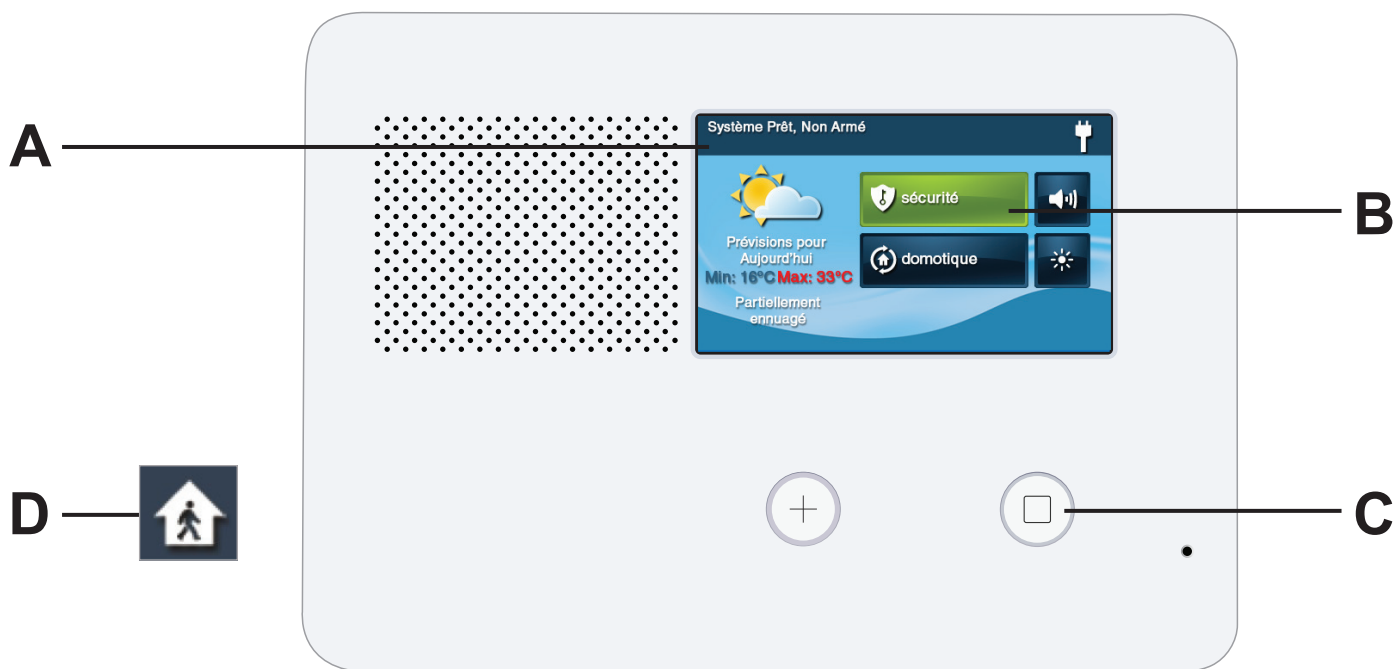 A
Système Prêt, Non Armé
sécurité
B
domotique
Prévisions pour
Aujourd'hui
Min: 16°C Max: 33°C
Partiellement
ennuagé
D
C